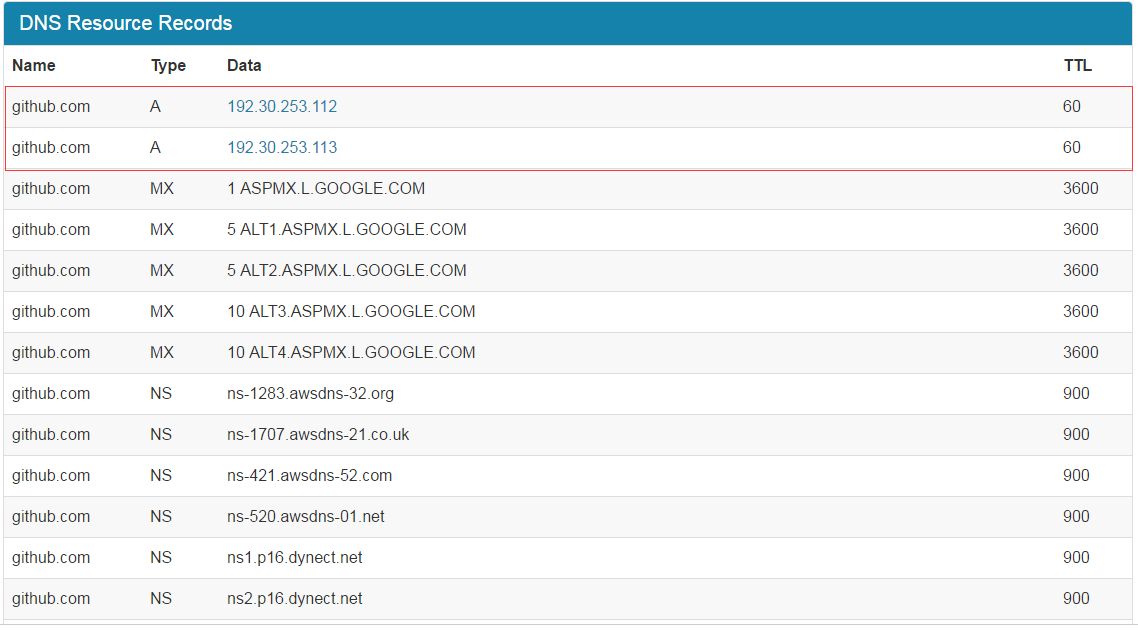 DNS Resource Records
Name Type Data TTL
github.com A 192.30.253.112 60
github.com A 192.30.253.113 60
github.com MX 1 ASPMX.L.GOOGLE.COM 3600
github.com MX 5 ALT1.ASPMX.L.GOOGLE.COM 3600
github.com MX 5 ALT2.ASPMX.L.GOOGLE.COM 3600
github.com MX 10 ALT3.ASPMX.L.GOOGLE.COM 3600
github.com MX 10 ALT4.ASPMX.L.GOOGLE.COM 3600
github.com NS ns-1283.awsdns-32.org 900
github.com NS ns-1707.awsdns-21.co.uk 900
github.com NS ns-421.awsdns-52.com 900
github.com NS ns-520.awsdns-01.net 900
github.com NS ns1.p16.dynect.net 900
github.com NS ns2.p16.dynect.net 900